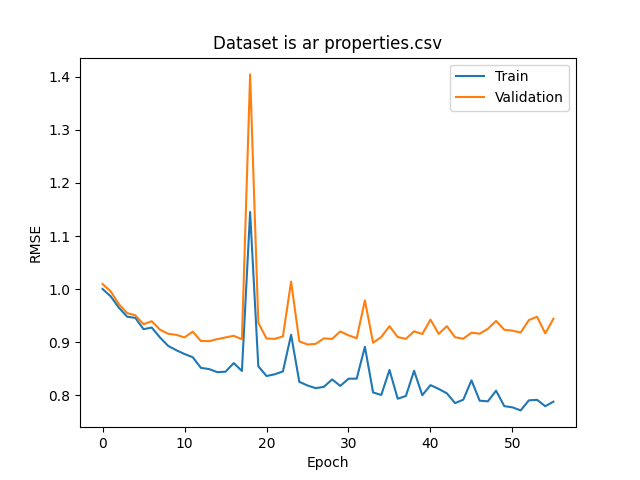 Dataset is ar properties.csv
Train
Validation
RMSE
1.4
1.3
1.2
1.1
1.0
0.9
0.8
0 10 20 30 40 50
Epoch